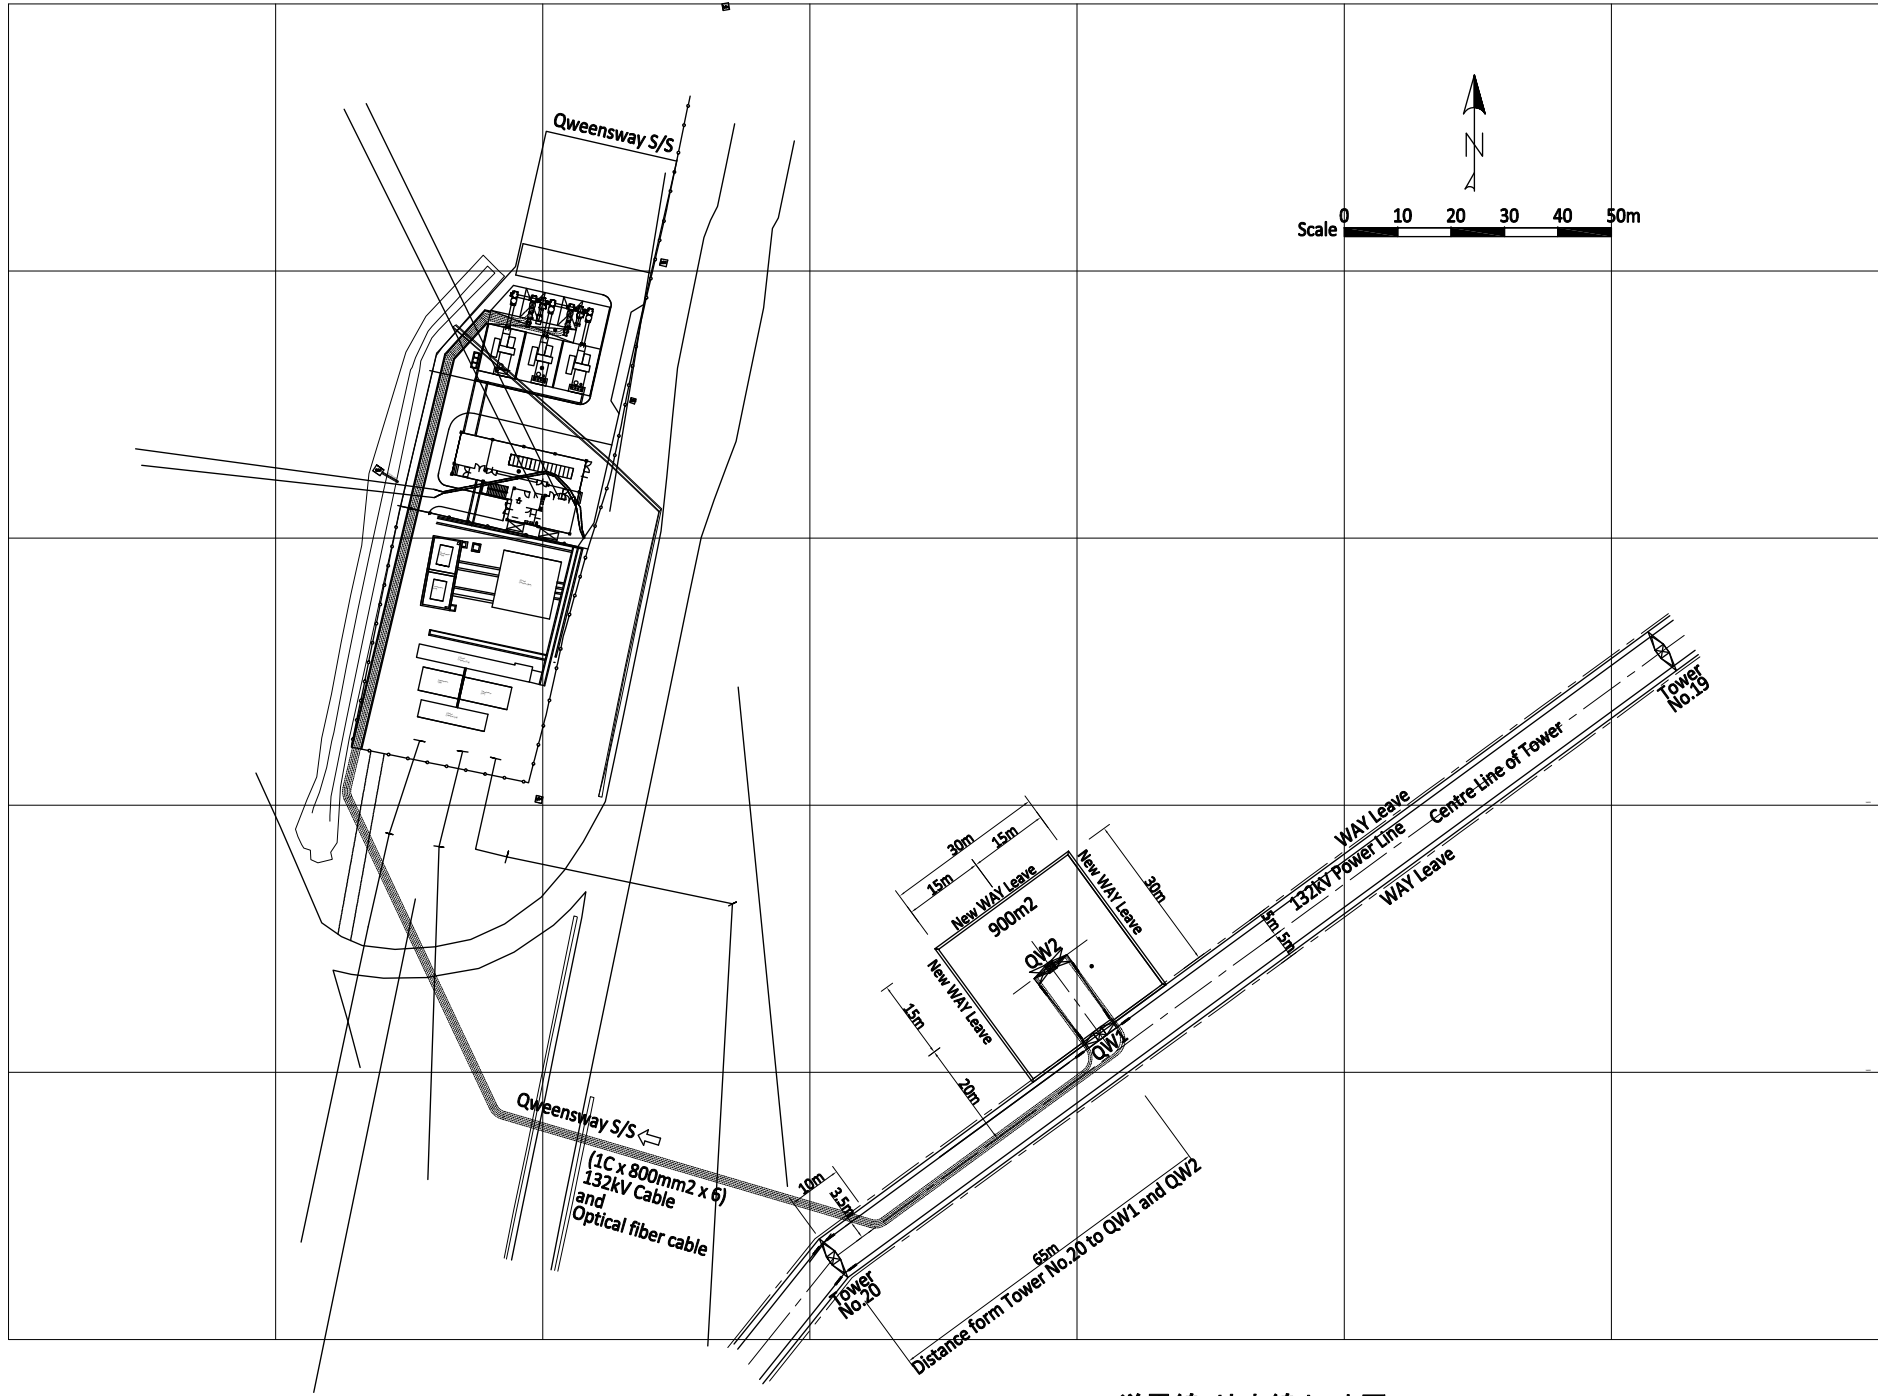 Qweensway S/S
0 10 20 30 40 50m
Scale
N
Tower
No.19
Centre Line of Tower
WAY Leave
132kV Power Line
WAY Leave
30m
15m
15m
New WAY Leave
New WAY Leave
30m
900m2
5m 5m
QW2
New WAY Leave
15m
QW1
20m
Qweensway S/S
(1C x 800mm2 x 6)
132kV Cable
and
Optical fiber cable
10m
3.5m
65m
Distance form Tower No.20 to QW1 and QW2
Tower
No.20